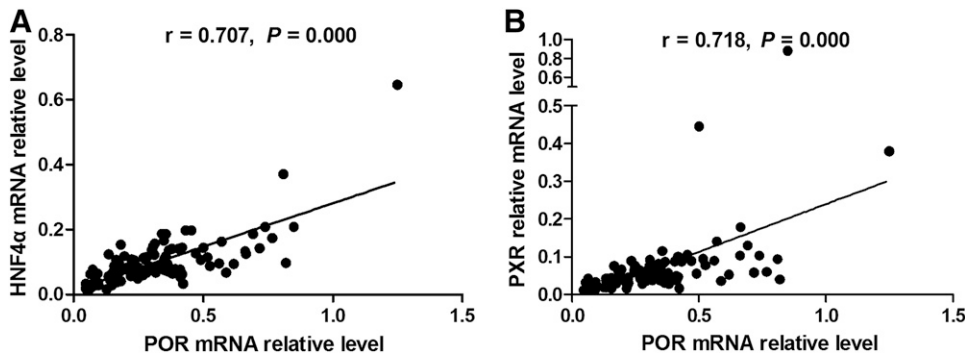 A
r = 0.707, P = 0.000
HNF4α mRNA relative level
0.8
0.6
0.4
0.2
0.0
0.0 0.5 1.0 1.5
POR mRNA relative level
B
r = 0.718, P = 0.000
PXR relative mRNA level
1.0
0.8
0.6
0.5
0.4
0.3
0.2
0.1
0.0
0.0 0.5 1.0 1.5
POR mRNA relative level